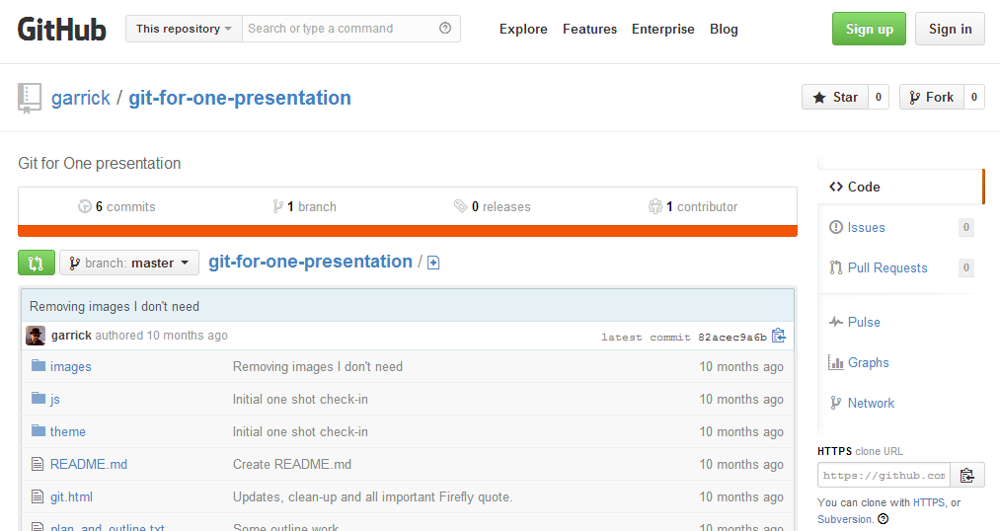 GitHub This repository Search or type a command Explore Features Enterprise Blog Sign up Sign in
garrick / git-for-one-presentation Star 0 Fork 0
Git for One presentation
6 commits 1 branch 0 releases 1 contributor
branch: master git-for-one-presentation /
Removing images I don't need
garrick authored 10 months ago latest commit 82acec9a6b
images Removing images I don't need 10 months ago
js Initial one shot check-in 10 months ago
theme Initial one shot check-in 10 months ago
README.md Create README.md 10 months ago
git.html Updates, clean-up and all important Firefly quote. 10 months ago
plan_and_outline.txt Some outline work 10 months ago
Code
Issues 0
Pull Requests 0
Pulse
Graphs
Network
HTTPS clone URL
https://github.com
You can clone with HTTPS, or
Subversion.